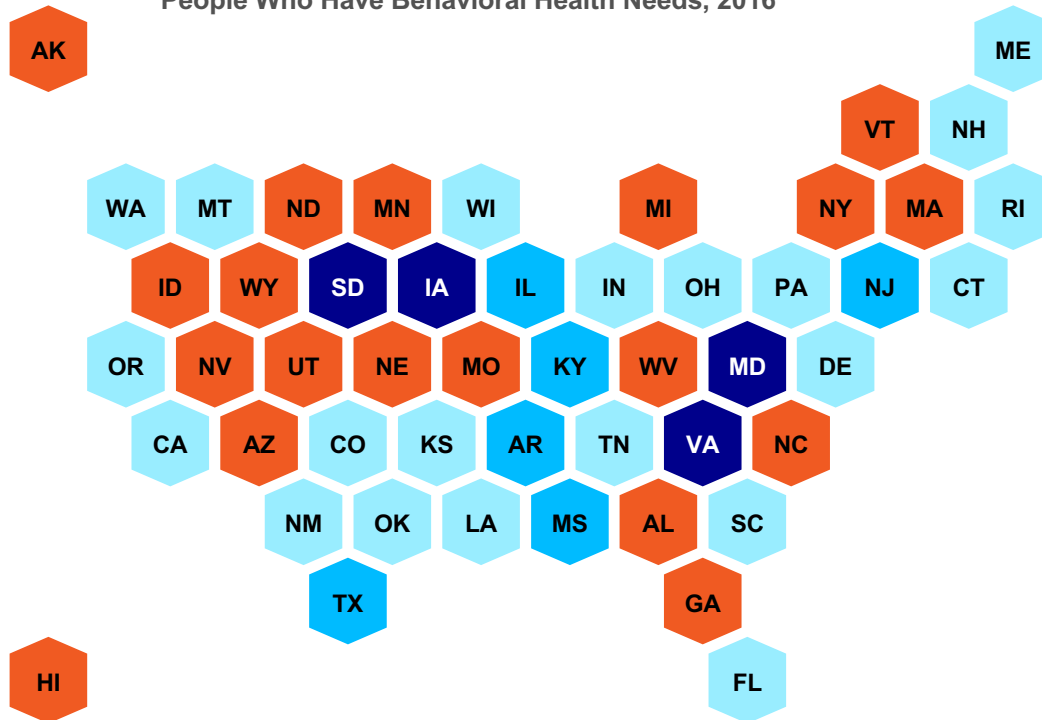 People Who Have Behavioral Health Needs, 2016
AK ME
VT NH
WA MT ND MN WI MI NY MA RI
ID WY SD IA IL IN OH PA NJ CT
OR NV UT NE MO KY WV MD DE
CA AZ CO KS AR TN VA NC
NM OK LA MS AL SC
TX GA
HI FL